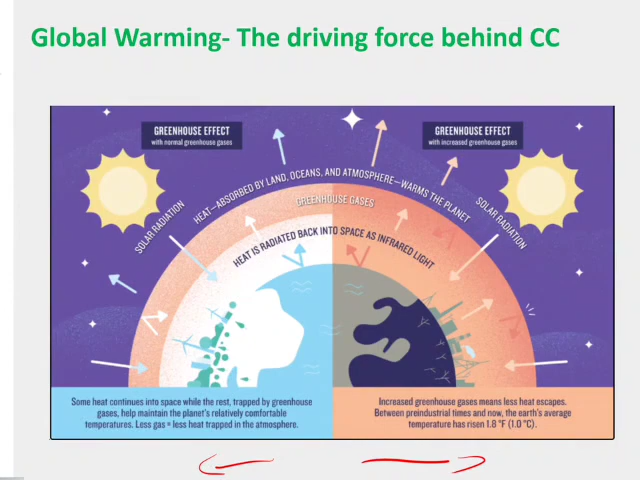 Global Warming- The driving force behind CC
GREENHOUSE EFFECT
with normal greenhouse gases
GREENHOUSE EFFECT
with increased greenhouse gases
SOLAR RADIATION
HEAT—ABSORBED BY LAND, OCEANS, AND ATMOSPHERE—WARMS THE PLANET
SOLAR RADIATION
GREENHOUSE GASES
HEAT IS RADIATED BACK INTO SPACE AS INFRARED LIGHT
Some heat continues into space while the rest, trapped by greenhouse
gases, help maintain the planet's relatively comfortable
temperatures. Less gas = less heat trapped in the atmosphere.
Increased greenhouse gases means less heat escapes.
Between preindustrial times and now, the earth's average
temperature has risen 1.8 °F (1.0 °C).